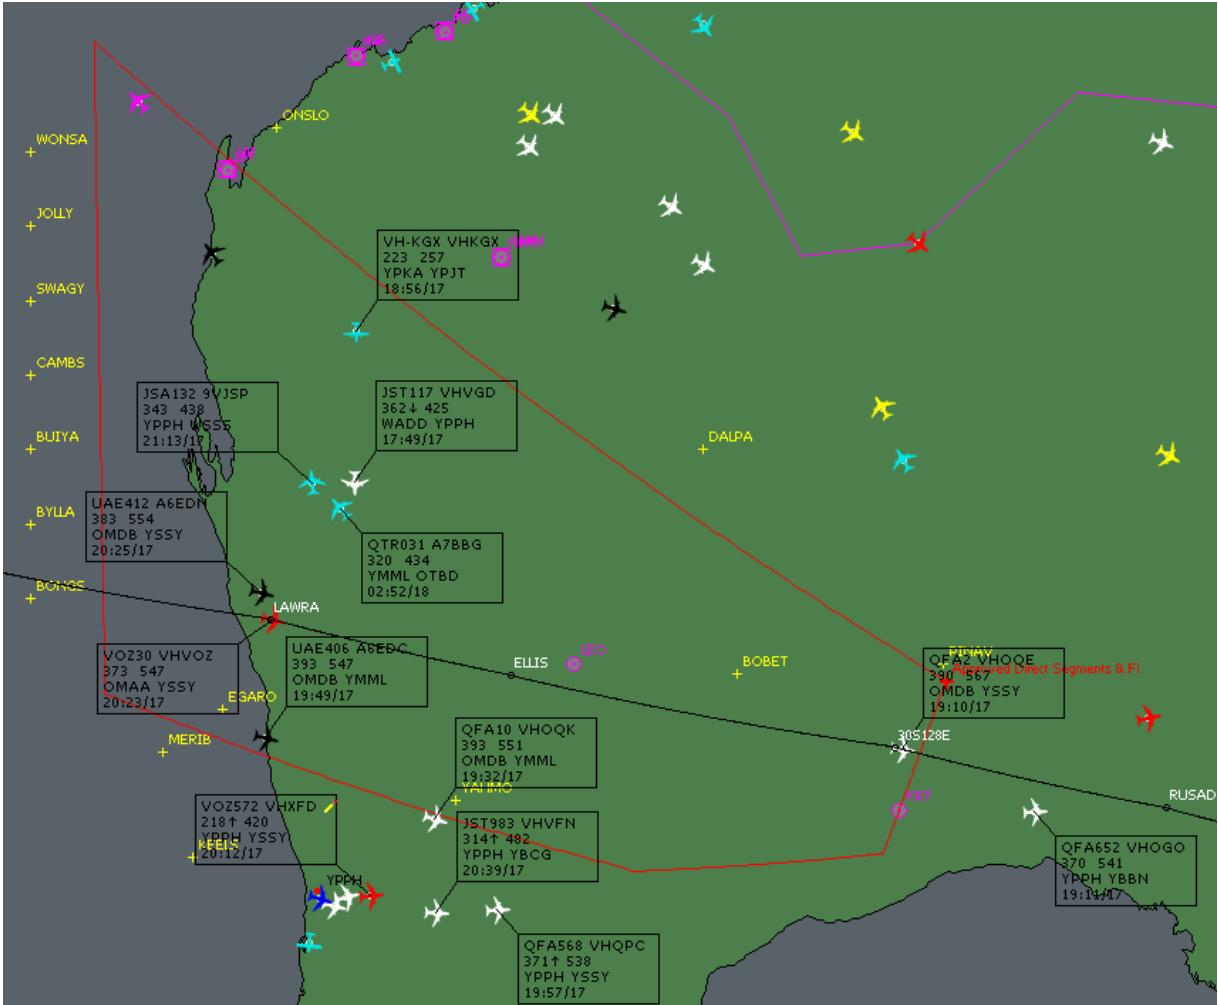 ONSLO
WONSA
JOLLY
VH-KGX VHKGX
223 257
YPKA YPJT
18:56/17
SWAGY
CAMBS
JSA132 9VJSP
343 438
YPPH WSSS
21:13/17
JST117 VHVGD
362↓ 425
WADD YPPH
17:49/17
BUIYA
DALPA
UAE412 A6EDN
383 554
OMDB YSSY
20:25/17
BYLLA
QTR031 A7BBG
320 434
YMML OTBD
02:52/18
BONGS
LAWRA
VOZ30 VHVOZ
373 547
OMAA YSSY
20:23/17
UAE406 A6EDC
393 547
OMDB YMML
19:49/17
ELLIS
LEO
BOBET
PINAV
QFA2 VHOQE
390 567
OMDB YSSY
19:10/17
EGARO
MERIB
QFA10 VHOQK
393 551
OMDB YMML
19:32/17
30S128E
YAHMO
FRT
RUSAD
VOZ572 VHXFD
218↑ 420
YPPH YSSY
20:12/17
KEELS
JST983 VHVFN
314↑ 482
YPPH YBCG
20:39/17
QFA652 VHOGO
370 541
YPPH YBBN
19:11/17
YPPH
QFA568 VHQPC
371↑ 538
YPPH YSSY
19:57/17